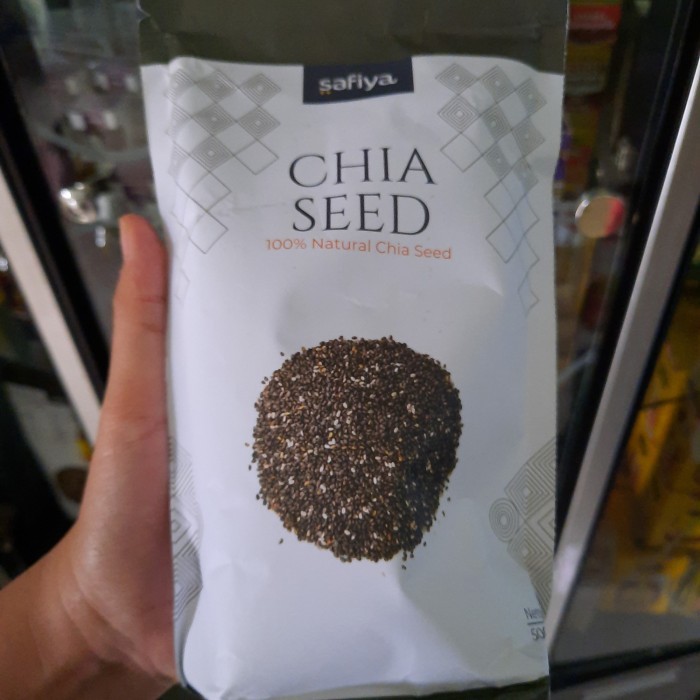 safiya
CHIA
SEED
100% Natural Chia Seed